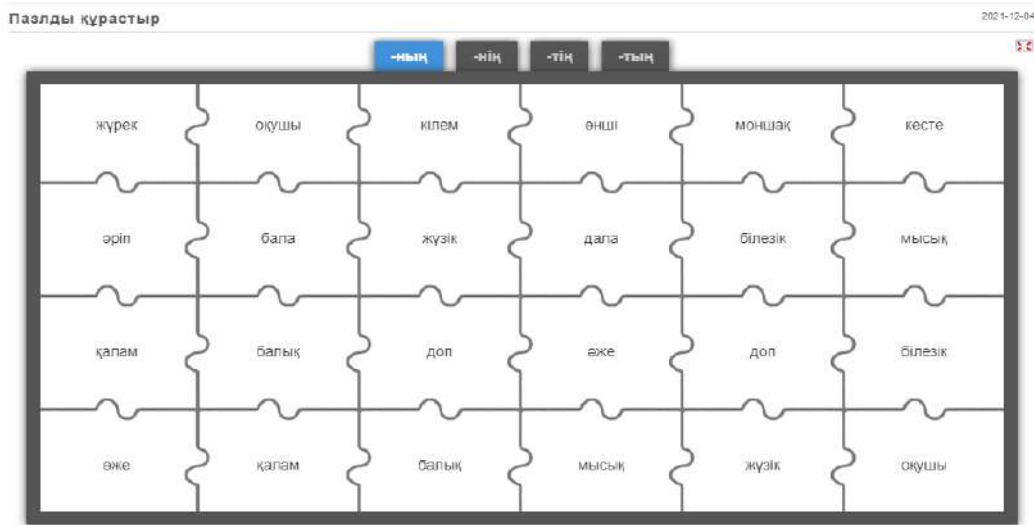 Пазлды құрастыр 2021-12-04
-ның -нің -тің -тың
жүрек оқушы кілем әнші моншақ кесте
әріп бала жүзік дала білезік мысық
қалам балық доп әже доп білезік
әже қалам балық мысық жүзік оқушы